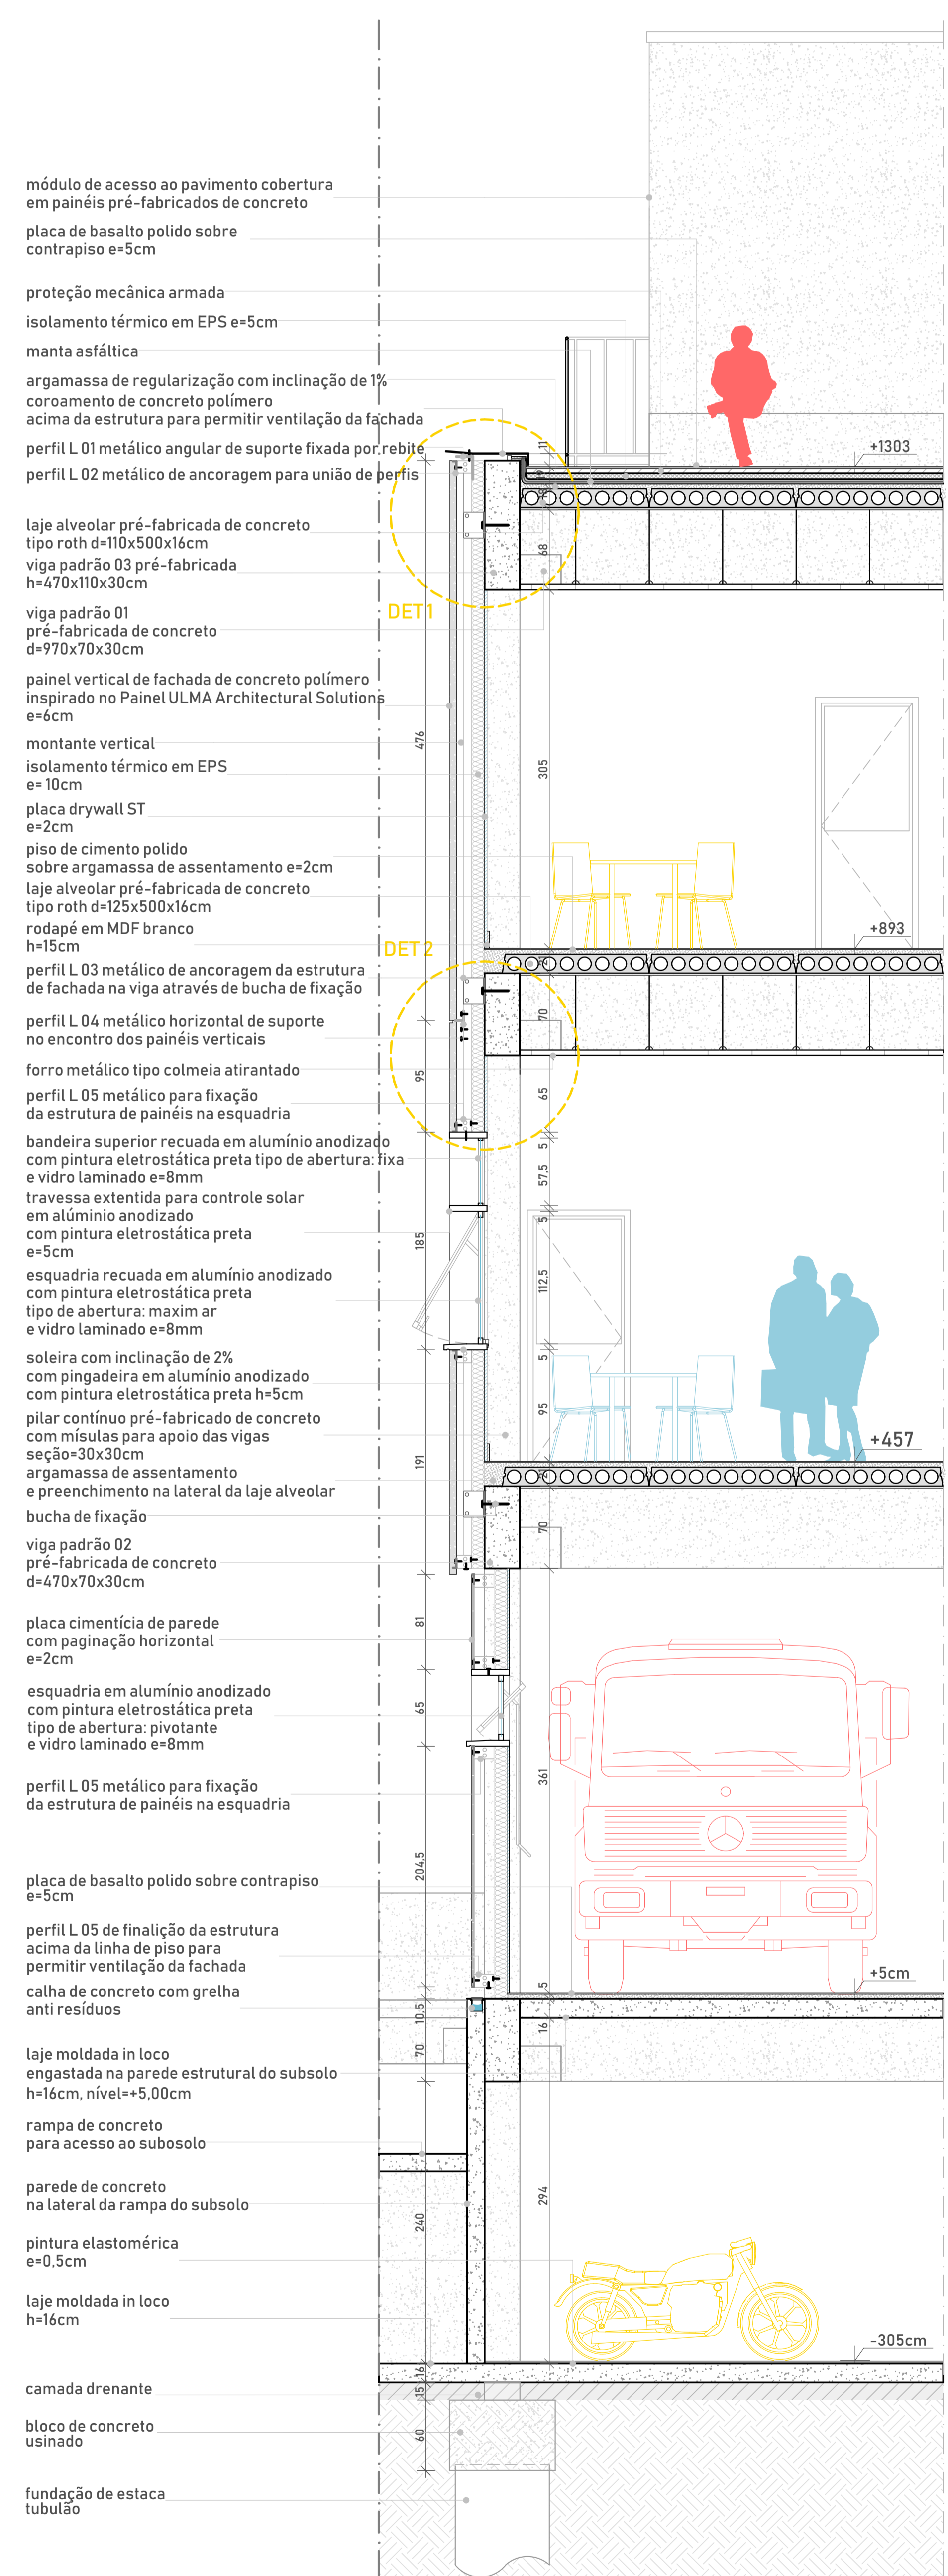 módulo de acesso ao pavimento cobertura
em painéis pré-fabricados de concreto
placa de basalto polido sobre
contrapiso e=5cm
proteção mecânica armada
isolamento térmico em EPS e=5cm
manta asfáltica
argamassa de regularização com inclinação de 1%
coroamento de concreto polímero
acima da estrutura para permitir ventilação da fachada
perfil L 01 metálico angular de suporte fixada por rebite
perfil L 02 metálico de ancoragem para união de perfis
laje alveolar pré-fabricada de concreto
tipo roth d=110x500x16cm
viga padrão 03 pré-fabricada
h=470x110x30cm
viga padrão 01
pré-fabricada de concreto
d=970x70x30cm
painel vertical de fachada de concreto polímero
inspirado no Painel ULMA Architectural Solutions
e=6cm
montante vertical
isolamento térmico em EPS
e= 10cm
placa drywall ST
e=2cm
piso de cimento polido
sobre argamassa de assentamento e=2cm
laje alveolar pré-fabricada de concreto
tipo roth d=125x500x16cm
rodapé em MDF branco
h=15cm
perfil L 03 metálico de ancoragem da estrutura
de fachada na viga através de bucha de fixação
perfil L 04 metálico horizontal de suporte
no encontro dos painéis verticais
forro metálico tipo colmeia atirantado
perfil L 05 metálico para fixação
da estrutura de painéis na esquadria
bandeira superior recuada em alumínio anodizado
com pintura eletrostática preta tipo de abertura: fixa
e vidro laminado e=8mm
travessa extentida para controle solar
em alúminio anodizado
com pintura eletrostática preta
e=5cm
esquadria recuada em alumínio anodizado
com pintura eletrostática preta
tipo de abertura: maxim ar
e vidro laminado e=8mm
soleira com inclinação de 2%
com pingadeira em alumínio anodizado
com pintura eletrostática preta h=5cm
pilar contínuo pré-fabricado de concreto
com mísulas para apoio das vigas
seção=30x30cm
argamassa de assentamento
e preenchimento na lateral da laje alveolar
bucha de fixação
viga padrão 02
pré-fabricada de concreto
d=470x70x30cm
placa cimentícia de parede
com paginação horizontal
e=2cm
esquadria em alumínio anodizado
com pintura eletrostática preta
tipo de abertura: pivotante
e vidro laminado e=8mm
perfil L 05 metálico para fixação
da estrutura de painéis na esquadria
placa de basalto polido sobre contrapiso
e=5cm
perfil L 05 de finalição da estrutura
acima da linha de piso para
permitir ventilação da fachada
calha de concreto com grelha
anti resíduos
laje moldada in loco
engastada na parede estrutural do subsolo
h=16cm, nível=+5,00cm
rampa de concreto
para acesso ao subosolo
parede de concreto
na lateral da rampa do subsolo
pintura elastomérica
e=0,5cm
laje moldada in loco
h=16cm
camada drenante
bloco de concreto
usinado
fundação de estaca
tubulão
DET 1
DET 2
476
95
185
191
81
65
204,5
10,5
70
240
16
15
60
11
68
305
70
65
5
57,5
5
112,5
5
95
21
70
361
5
16
294
+1303
+893
+457
+5cm
-305cm